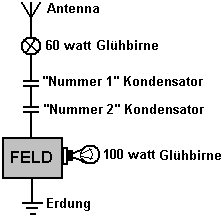 Antenna
60 watt Glühbirne
"Nummer 1" Kondensator
"Nummer 2" Kondensator
FELD
100 watt Glühbirne
Erdung